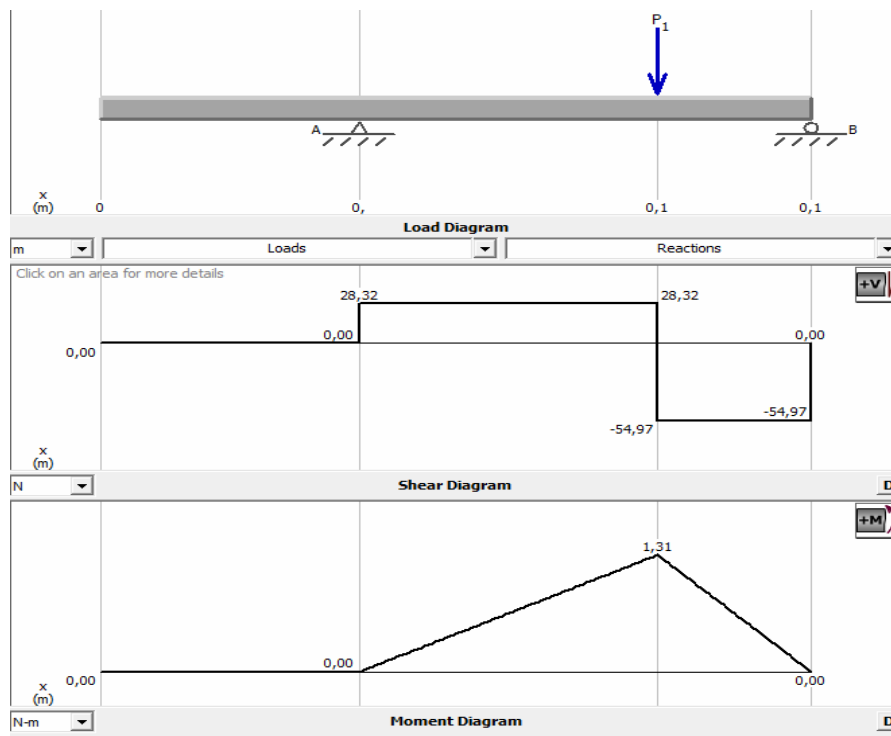 P1
A
B
x
(m)
0
0,
0,1
0,1
Load Diagram
m
Loads
Reactions
Click on an area for more details
+V
28,32
28,32
0,00
0,00
0,00
-54,97
-54,97
x
(m)
N
Shear Diagram
D
+M
1,31
0,00
0,00
0,00
x
(m)
N-m
Moment Diagram
D